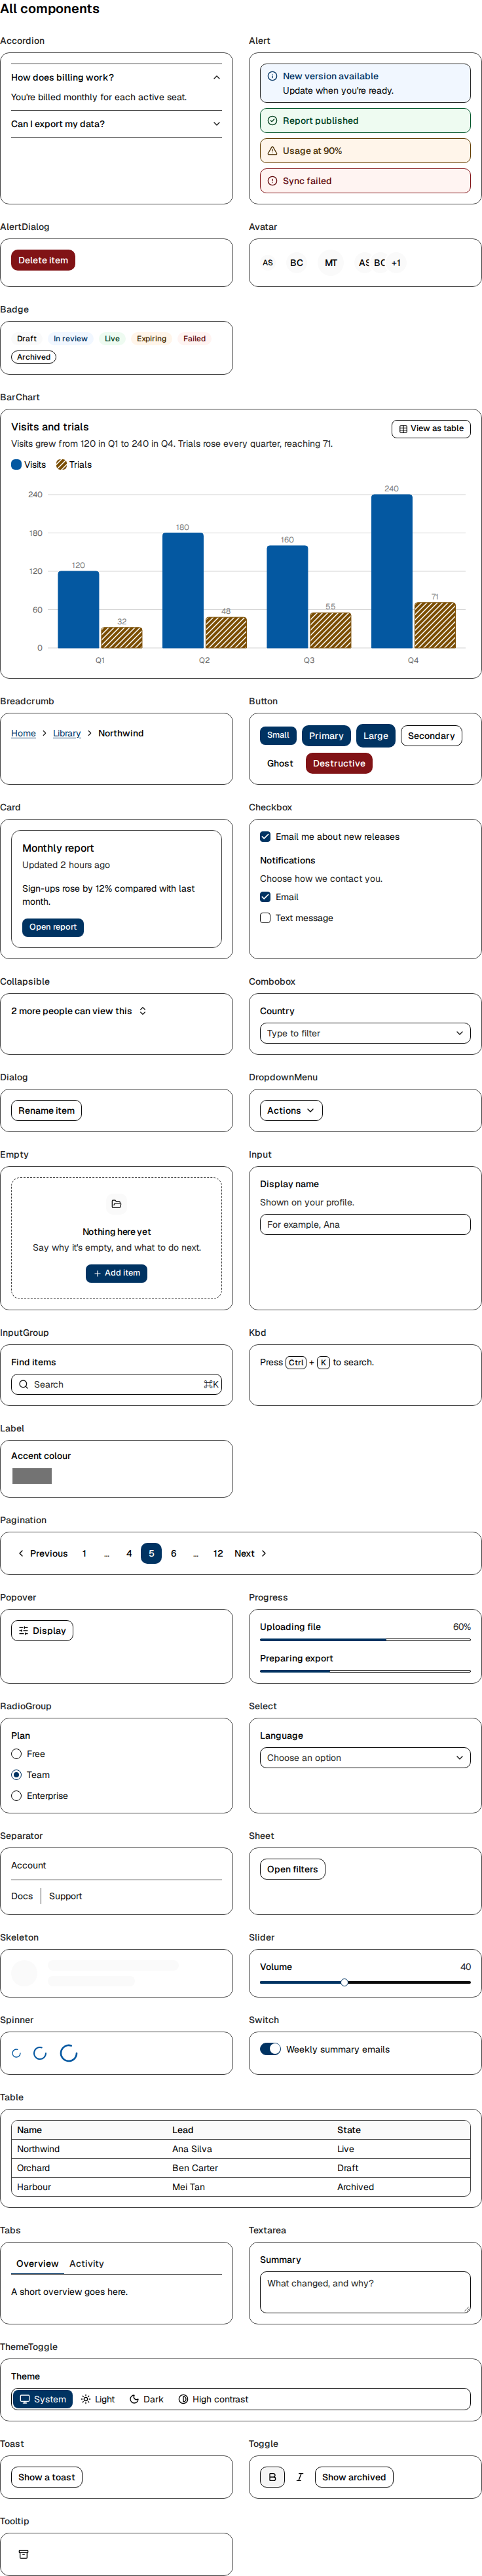 All components
Accordion
How does billing work?
You're billed monthly for each active seat.
Can I export my data?
Alert
New version available
Update when you're ready.
Report published
Usage at 90%
Sync failed
AlertDialog
Delete item
Avatar
AS BC MT AS BC +1
Badge
Draft In review Live Expiring Failed
Archived
BarChart
Visits and trials
View as table
Visits grew from 120 in Q1 to 240 in Q4. Trials rose every quarter, reaching 71.
Visits Trials
240
180
120
60
0
120 32 180 48 160 55 240 71
Q1 Q2 Q3 Q4
Breadcrumb
Home Library Northwind
Button
Small Primary Large Secondary
Ghost Destructive
Card
Monthly report
Updated 2 hours ago
Sign-ups rose by 12% compared with last
month.
Open report
Checkbox
Email me about new releases
Notifications
Choose how we contact you.
Email
Text message
Collapsible
2 more people can view this
Combobox
Country
Type to filter
Dialog
Rename item
DropdownMenu
Actions
Empty
Nothing here yet
Say why it's empty, and what to do next.
Add item
Input
Display name
Shown on your profile.
For example, Ana
InputGroup
Find items
Search ⌘K
Kbd
Press Ctrl + K to search.
Label
Accent colour
Pagination
Previous 1 … 4 5 6 … 12 Next
Popover
Display
Progress
Uploading file 60%
Preparing export
RadioGroup
Plan
Free
Team
Enterprise
Select
Language
Choose an option
Separator
Account
Docs Support
Sheet
Open filters
Skeleton
Slider
Volume 40
Spinner
Switch
Weekly summary emails
Table
Name Lead State
Northwind Ana Silva Live
Orchard Ben Carter Draft
Harbour Mei Tan Archived
Tabs
Overview Activity
A short overview goes here.
Textarea
Summary
What changed, and why?
ThemeToggle
Theme
System Light Dark High contrast
Toast
Show a toast
Toggle
B I Show archived
Tooltip